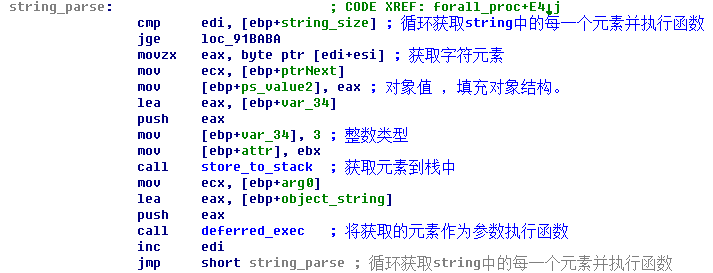 string_parse: ; CODE XREF: forall_proc+E4↓j
cmp edi, [ebp+string_size] ; 循环获取string中的每一个元素并执行函数
jge loc_91BABA
movzx eax, byte ptr [edi+esi] ; 获取字符元素
mov ecx, [ebp+ptrNext]
mov [ebp+ps_value2], eax ; 对象值 , 填充对象结构。
lea eax, [ebp+var_34]
push eax
mov [ebp+var_34], 3 ; 整数类型
mov [ebp+attr], ebx
call store_to_stack ; 获取元素到栈中
mov ecx, [ebp+arg0]
lea eax, [ebp+object_string]
push eax
call deferred_exec ; 将获取的元素作为参数执行函数
inc edi
jmp short string_parse ; 循环获取string中的每一个元素并执行函数